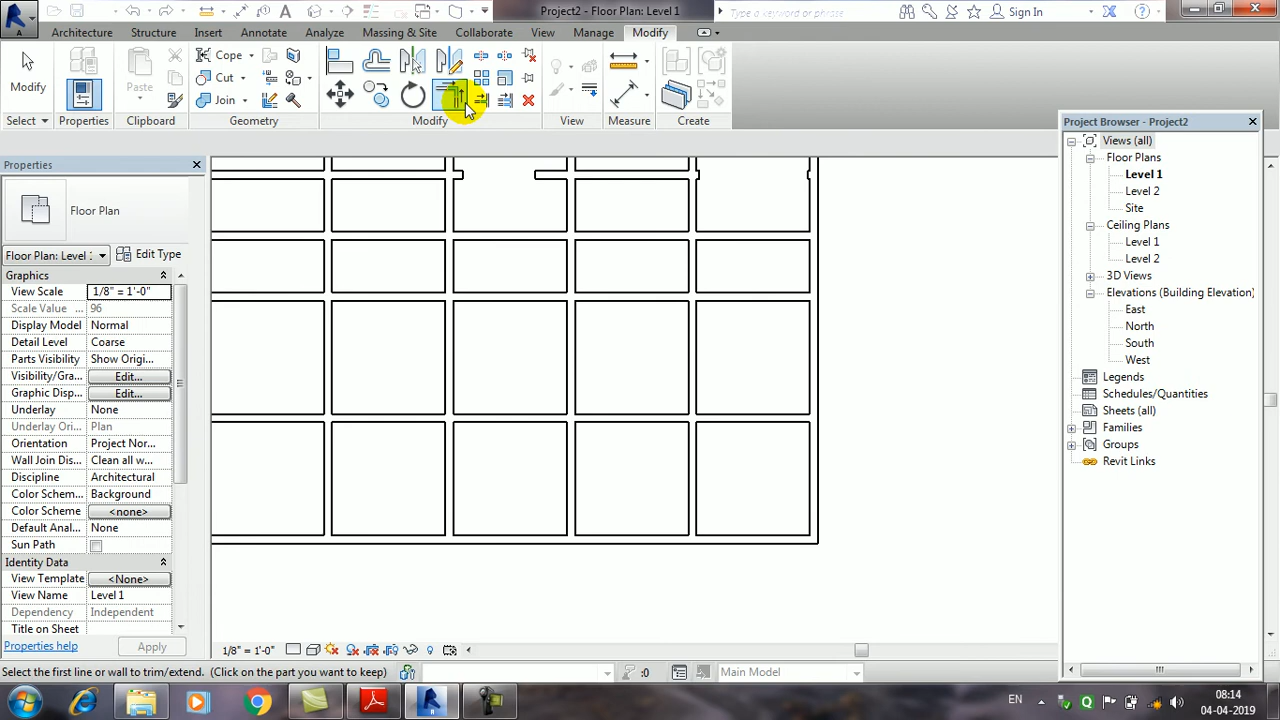 Project2 - Floor Plan: Level 1
Type a keyword or phrase
Sign In
Architecture Structure Insert Annotate Analyze Massing & Site Collaborate View Manage Modify
Modify
Paste
Cope
Cut
Join
Select Properties Clipboard Geometry Modify View Measure Create
Properties
Floor Plan
Floor Plan: Level 1
Edit Type
Graphics
View Scale 1/8" = 1'-0"
Scale Value ... 96
Display Model Normal
Detail Level Coarse
Parts Visibility Show Origi...
Visibility/Gra... Edit...
Graphic Disp... Edit...
Underlay None
Underlay Ori... Plan
Orientation Project Nor...
Wall Join Dis... Clean all w...
Discipline Architectural
Color Schem... Background
Color Scheme <none>
Default Anal... None
Sun Path
Identity Data
View Template <None>
View Name Level 1
Dependency Independent
Title on Sheet
Properties help Apply
1/8" = 1'-0"
Project Browser - Project2
Views (all)
Floor Plans
Level 1
Level 2
Site
Ceiling Plans
Level 1
Level 2
3D Views
Elevations (Building Elevation)
East
North
South
West
Legends
Schedules/Quantities
Sheets (all)
Families
Groups
Revit Links
Select the first line or wall to trim/extend. (Click on the part you want to keep)
:0
Main Model
EN
08:14
04-04-2019